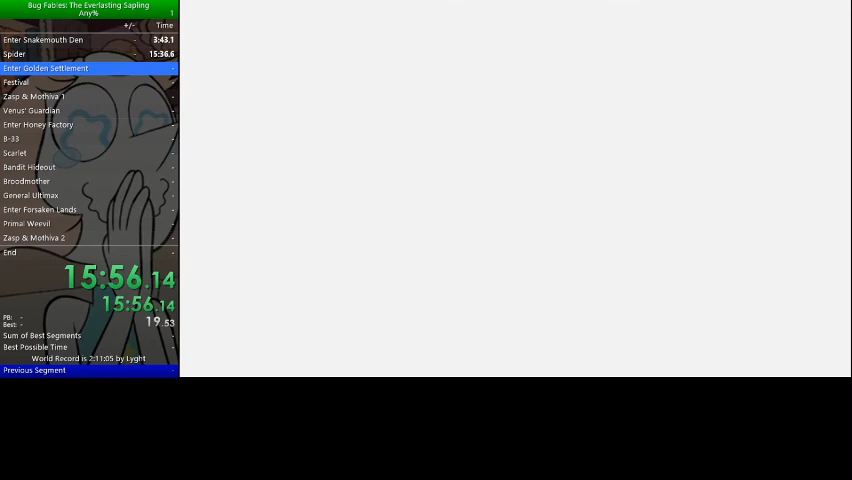 Bug Fables: The Everlasting Sapling
Any% 1
+/- Time
Enter Snakemouth Den - 3:43.1
Spider - 15:36.6
Enter Golden Settlement -
Festival -
Zasp & Mothiva 1 -
Venus' Guardian -
Enter Honey Factory -
B-33 -
Scarlet -
Bandit Hideout -
Broodmother -
General Ultimax -
Enter Forsaken Lands -
Primal Weevil -
Zasp & Mothiva 2 -
End -
15:56.14
15:56.14
PB: -
Best: - 19.53
Sum of Best Segments -
Best Possible Time -
World Record is 2:11:05 by Lyght
Previous Segment -